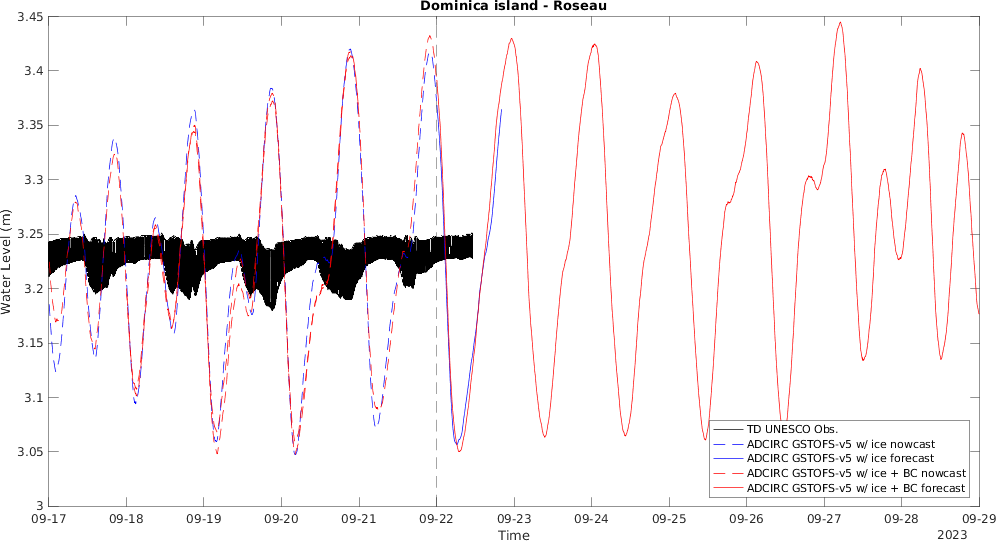 Dominica island - Roseau
Water Level (m)
3.45
3.4
3.35
3.3
3.25
3.2
3.15
3.1
3.05
3
TD UNESCO Obs.
ADCIRC GSTOFS-v5 w/ ice nowcast
ADCIRC GSTOFS-v5 w/ ice forecast
ADCIRC GSTOFS-v5 w/ ice + BC nowcast
ADCIRC GSTOFS-v5 w/ ice + BC forecast
09-17 09-18 09-19 09-20 09-21 09-22 09-23 09-24 09-25 09-26 09-27 09-28 09-29
Time
2023